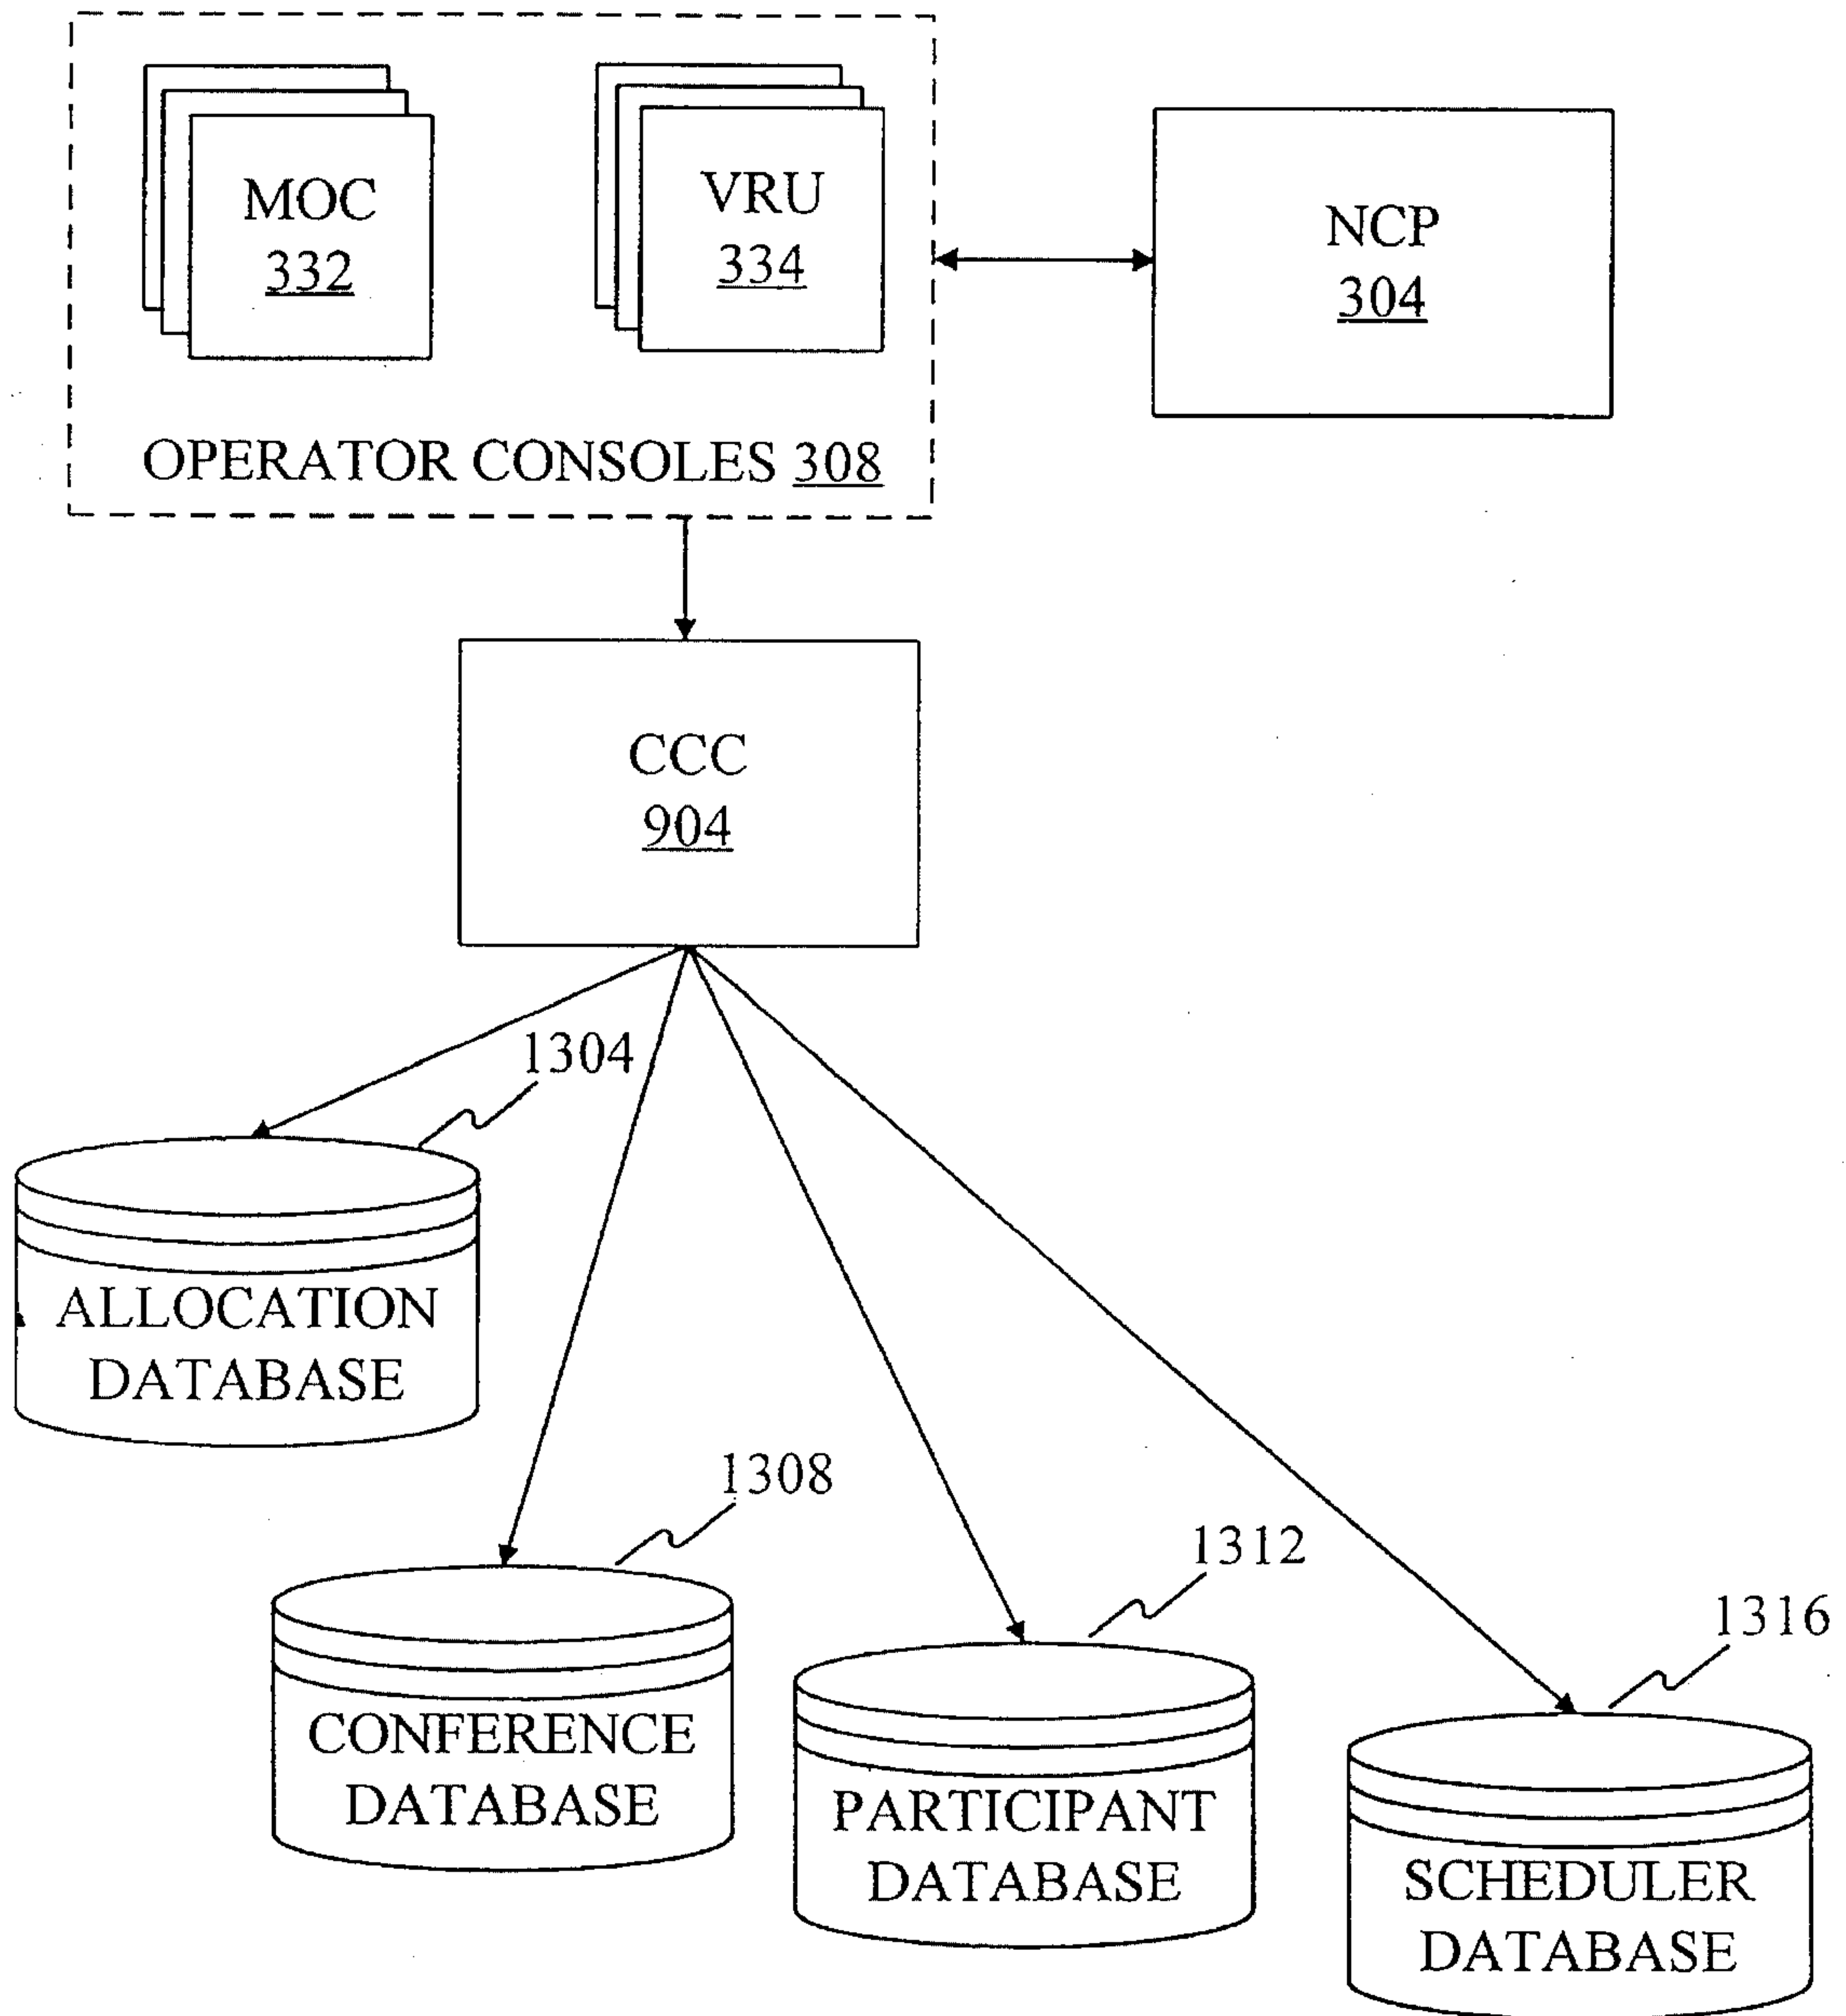 MOC
332
VRU
334
NCP
304
OPERATOR CONSOLES 308
CCC
904
1304
ALLOCATION
DATABASE
1308
CONFERENCE
DATABASE
1312
PARTICIPANT
DATABASE
1316
SCHEDULER
DATABASE